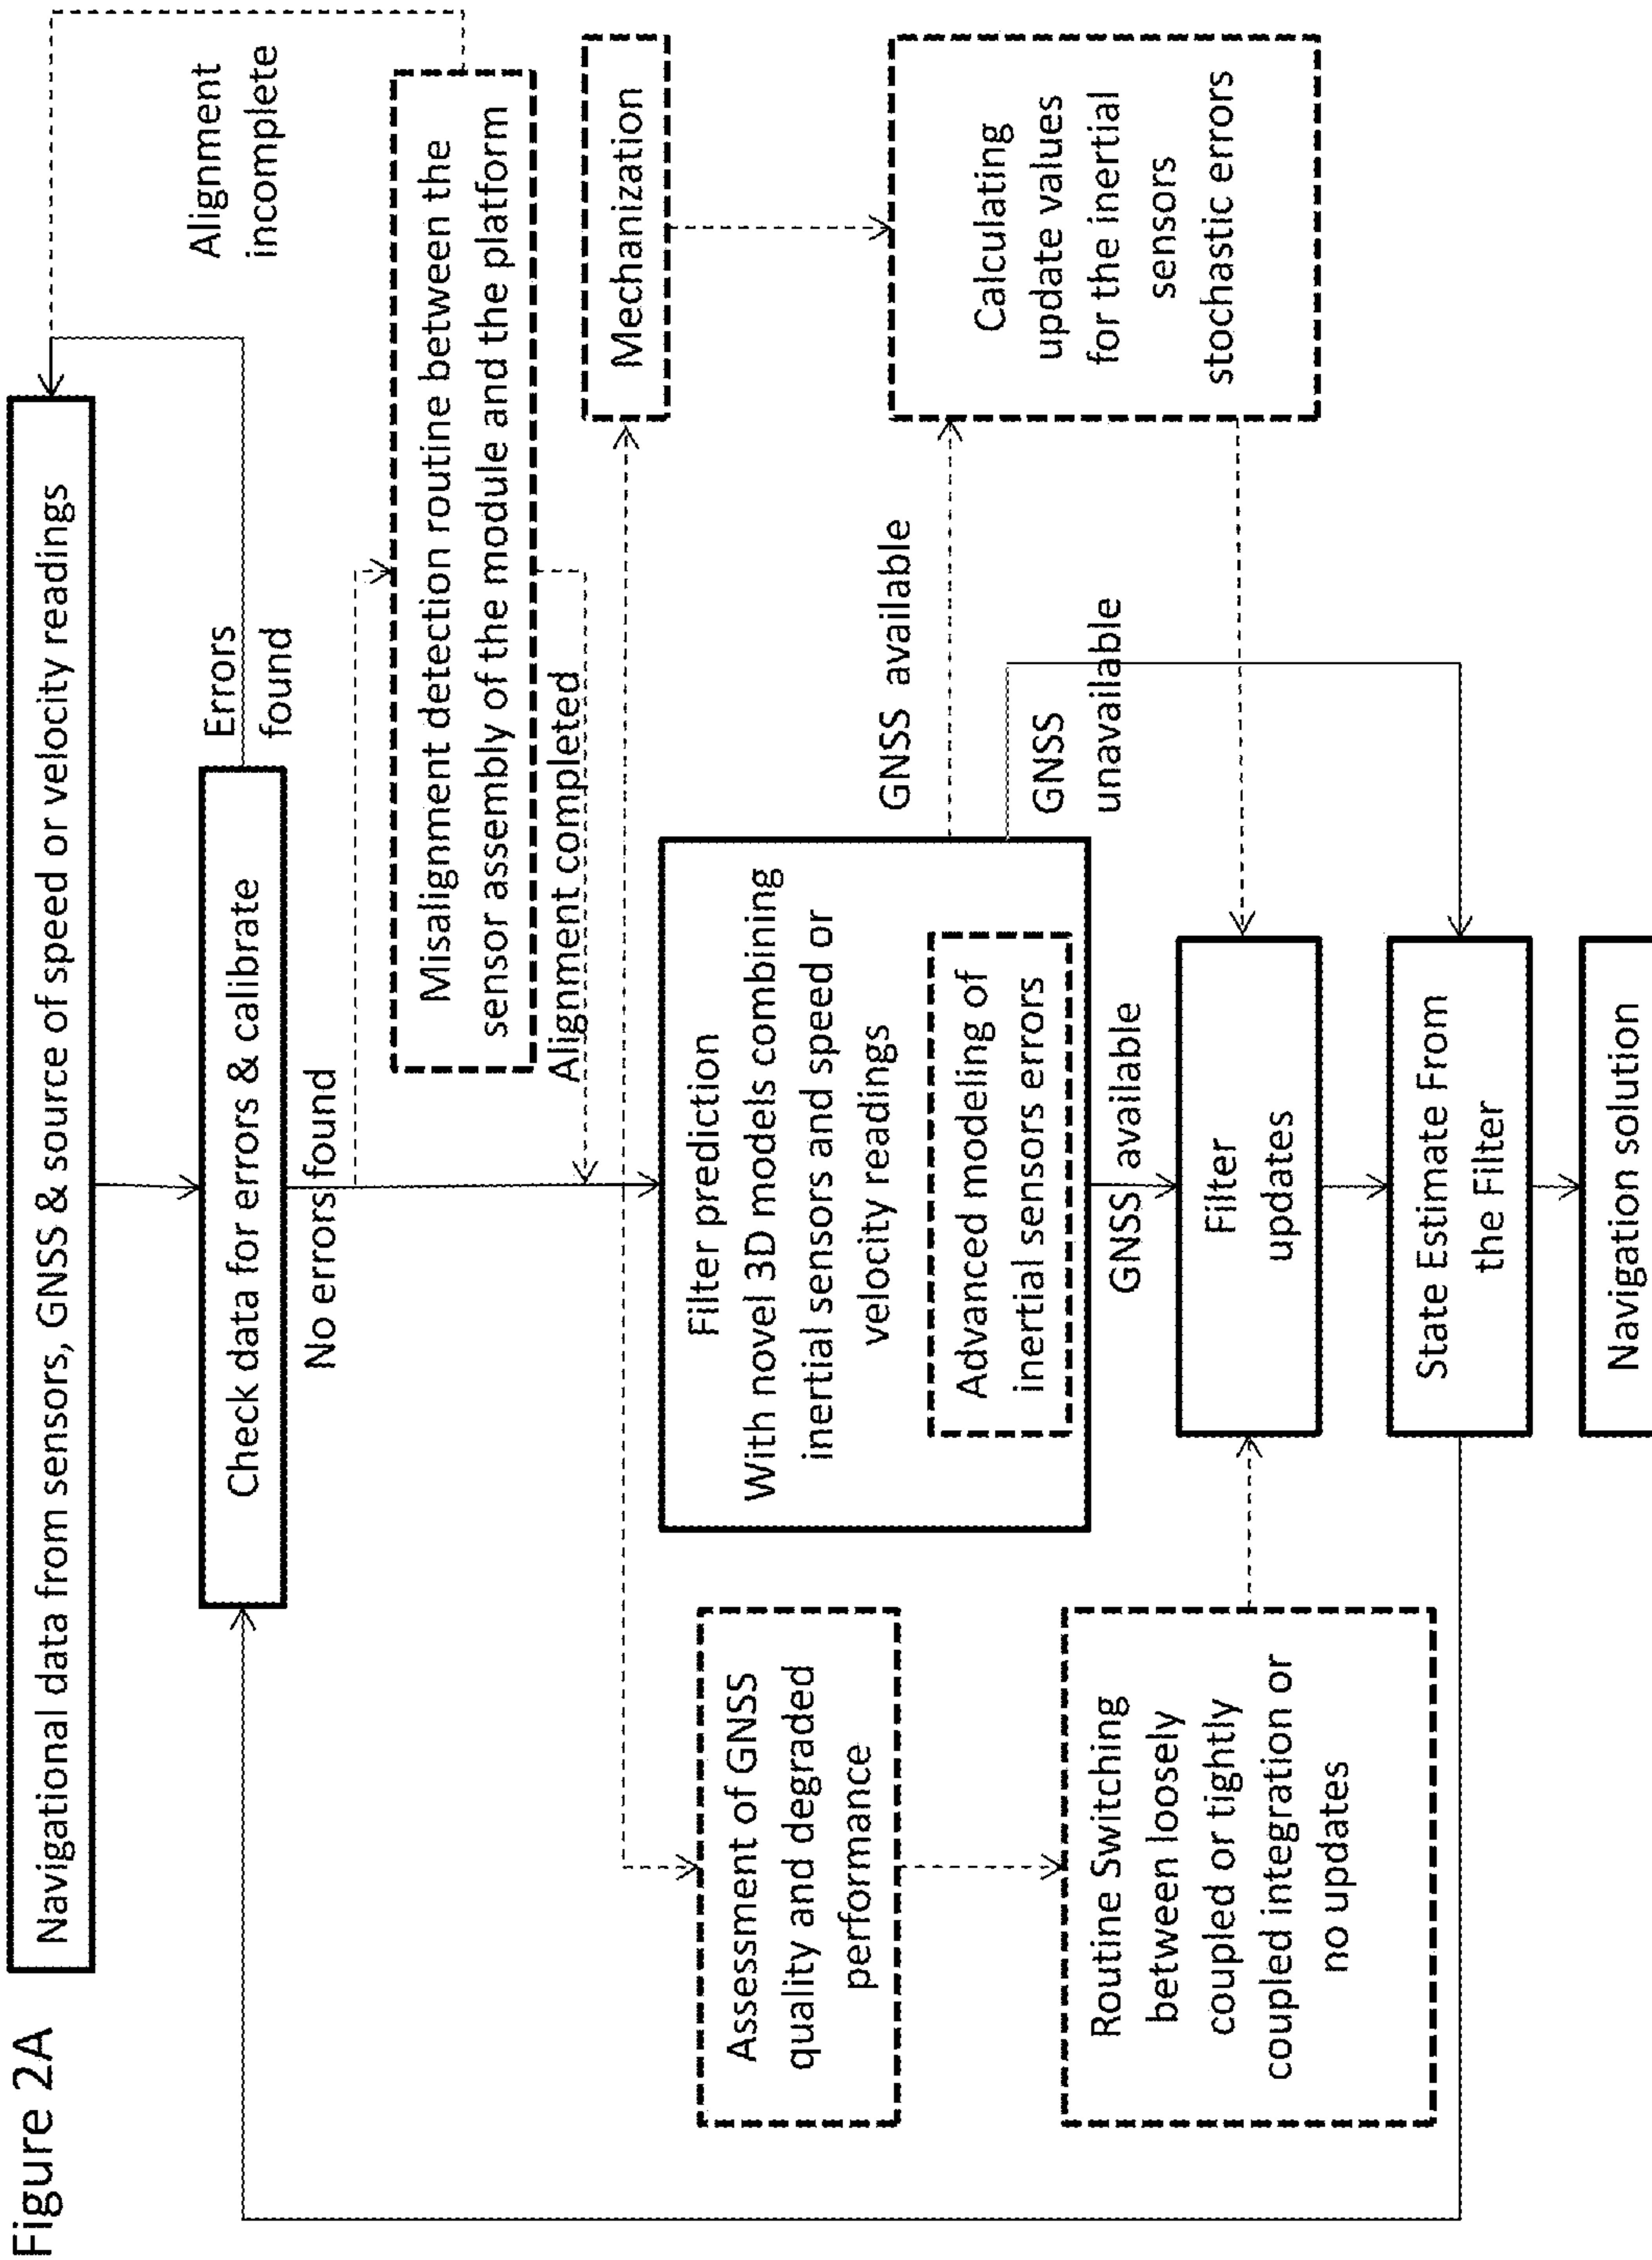 Figure 2A
Navigational data from sensors, GNSS & source of speed or velocity readings
Alignment
incomplete
Errors
found
Check data for errors & calibrate
No errors found
Misalignment detection routine between the
sensor assembly of the module and the platform
Alignment completed
Mechanization
Filter prediction
With novel 3D models combining
inertial sensors and speed or
velocity readings
Advanced modeling of
inertial sensors errors
Assessment of GNSS
quality and degraded
performance
GNSS available
GNSS
unavailable
Calculating
update values
for the inertial
sensors
stochastic errors
GNSS available
Routine Switching
between loosely
coupled or tightly
coupled integration or
no updates
Filter
updates
State Estimate From
the Filter
Navigation solution